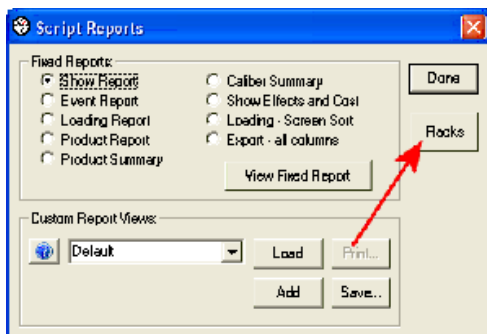 Script Reports
Fixed Reports:
Show Report
Event Report
Loading Report
Product Report
Product Summary
Caliber Summary
Show Effects and Cost
Loading - Screen Sort
Export - all columns
View Fixed Report
Done
Racks
Custom Report Views:
Default
Load
Print...
Add
Save...